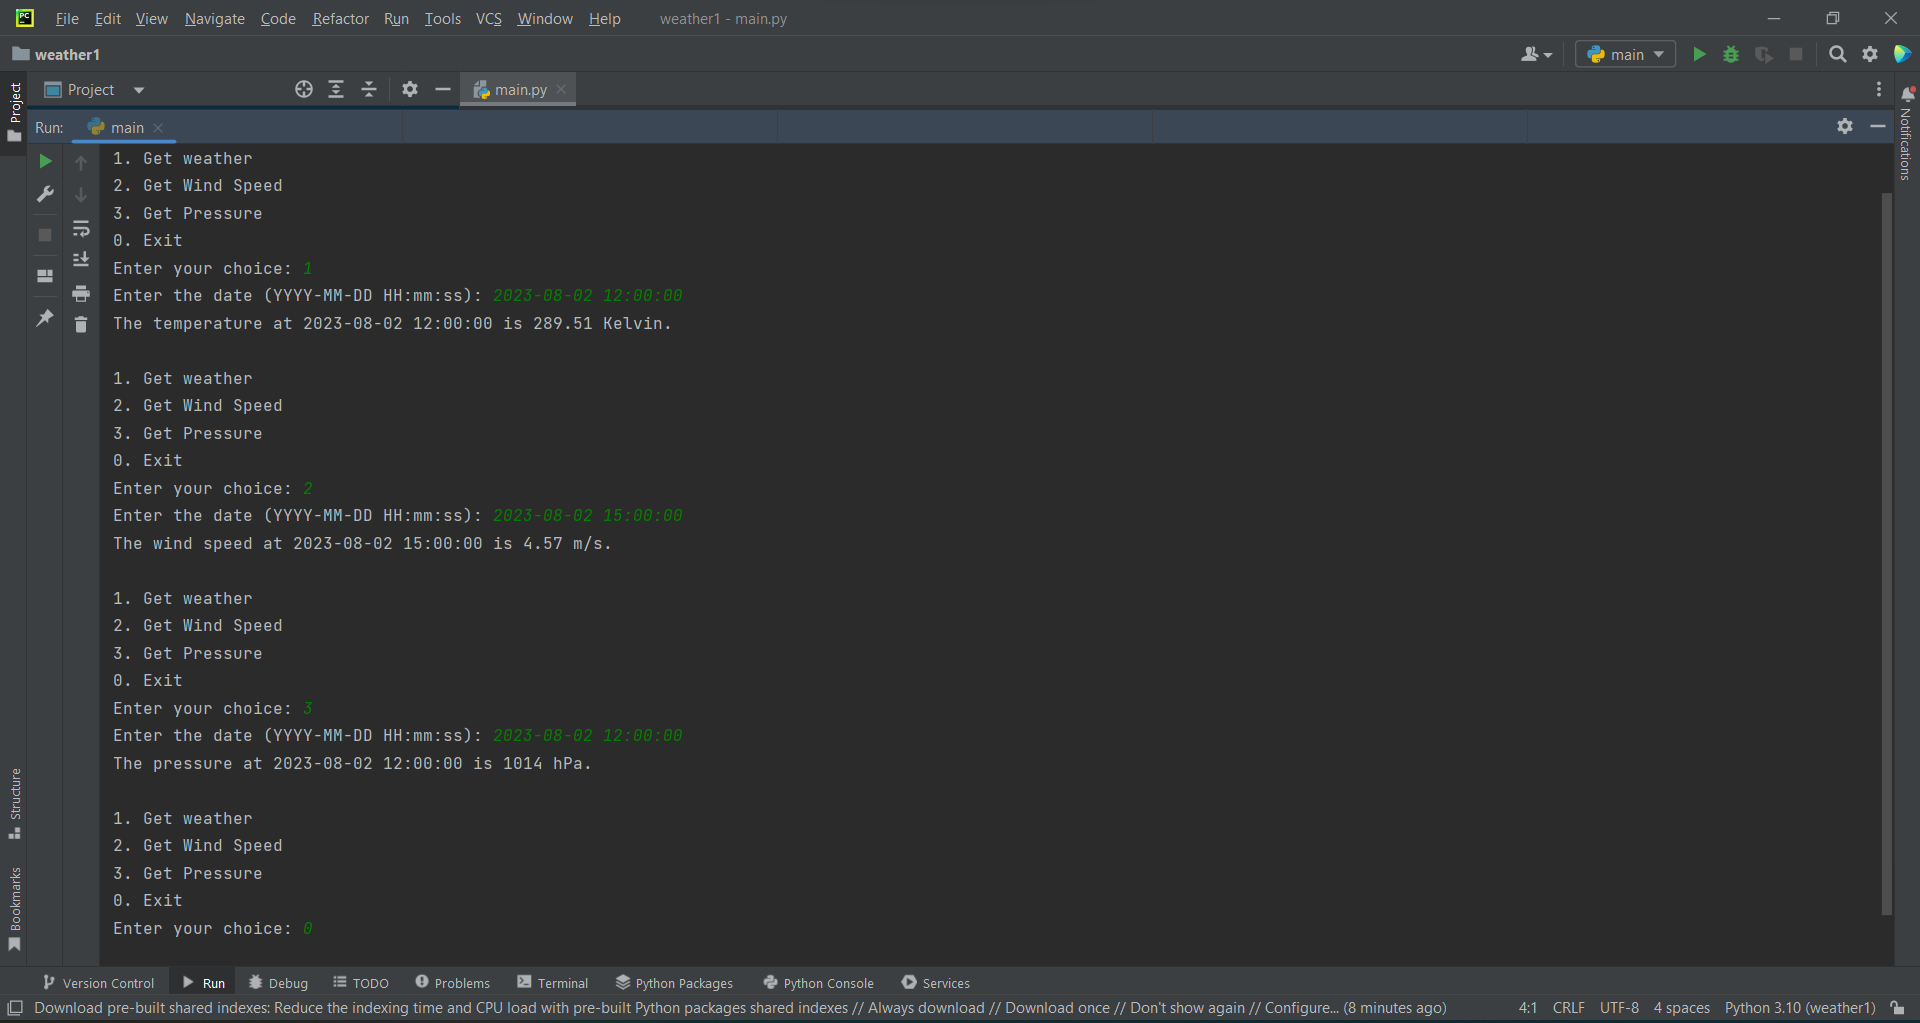 File Edit View Navigate Code Refactor Run Tools VCS Window Help weather1 - main.py
weather1 main
Project main.py
Run: main
1. Get weather
2. Get Wind Speed
3. Get Pressure
0. Exit
Enter your choice: 1
Enter the date (YYYY-MM-DD HH:mm:ss): 2023-08-02 12:00:00
The temperature at 2023-08-02 12:00:00 is 289.51 Kelvin.
1. Get weather
2. Get Wind Speed
3. Get Pressure
0. Exit
Enter your choice: 2
Enter the date (YYYY-MM-DD HH:mm:ss): 2023-08-02 15:00:00
The wind speed at 2023-08-02 15:00:00 is 4.57 m/s.
1. Get weather
2. Get Wind Speed
3. Get Pressure
0. Exit
Enter your choice: 3
Enter the date (YYYY-MM-DD HH:mm:ss): 2023-08-02 12:00:00
The pressure at 2023-08-02 12:00:00 is 1014 hPa.
1. Get weather
2. Get Wind Speed
3. Get Pressure
0. Exit
Enter your choice: 0
Project
Structure
Bookmarks
Notifications
Version Control Run Debug TODO Problems Terminal Python Packages Python Console Services
Download pre-built shared indexes: Reduce the indexing time and CPU load with pre-built Python packages shared indexes // Always download // Download once // Don't show again // Configure... (8 minutes ago) 4:1 CRLF UTF-8 4 spaces Python 3.10 (weather1)